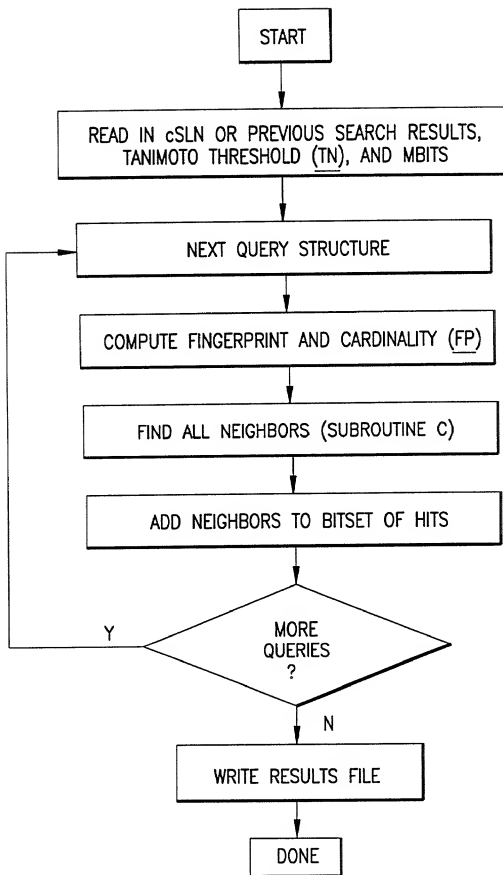 START
READ IN cSLN OR PREVIOUS SEARCH RESULTS,
TANIMOTO THRESHOLD (TN), AND MBITS
NEXT QUERY STRUCTURE
COMPUTE FINGERPRINT AND CARDINALITY (FP)
FIND ALL NEIGHBORS (SUBROUTINE C)
ADD NEIGHBORS TO BITSET OF HITS
Y
MORE
QUERIES
?
N
WRITE RESULTS FILE
DONE